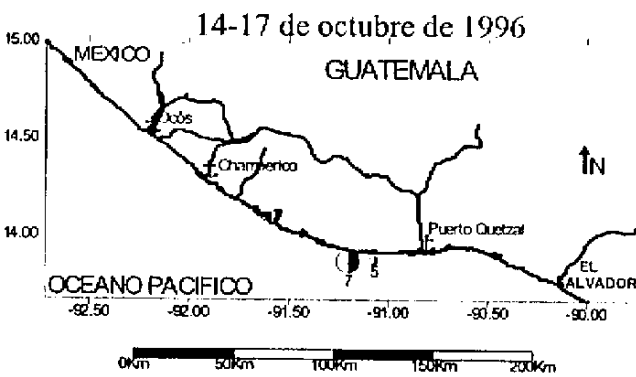 14-17 de octubre de 1996
15.00
MEXICO
GUATEMALA
Ocós
14.50
N
Champerico
7
14.00
Puerto Quetzal
7
5
EL
SALVADOR
OCEANO PACIFICO
-92.50 -92.00 -91.50 -91.00 -90.50 -90.00
0Km 50Km 100Km 150Km 200Km